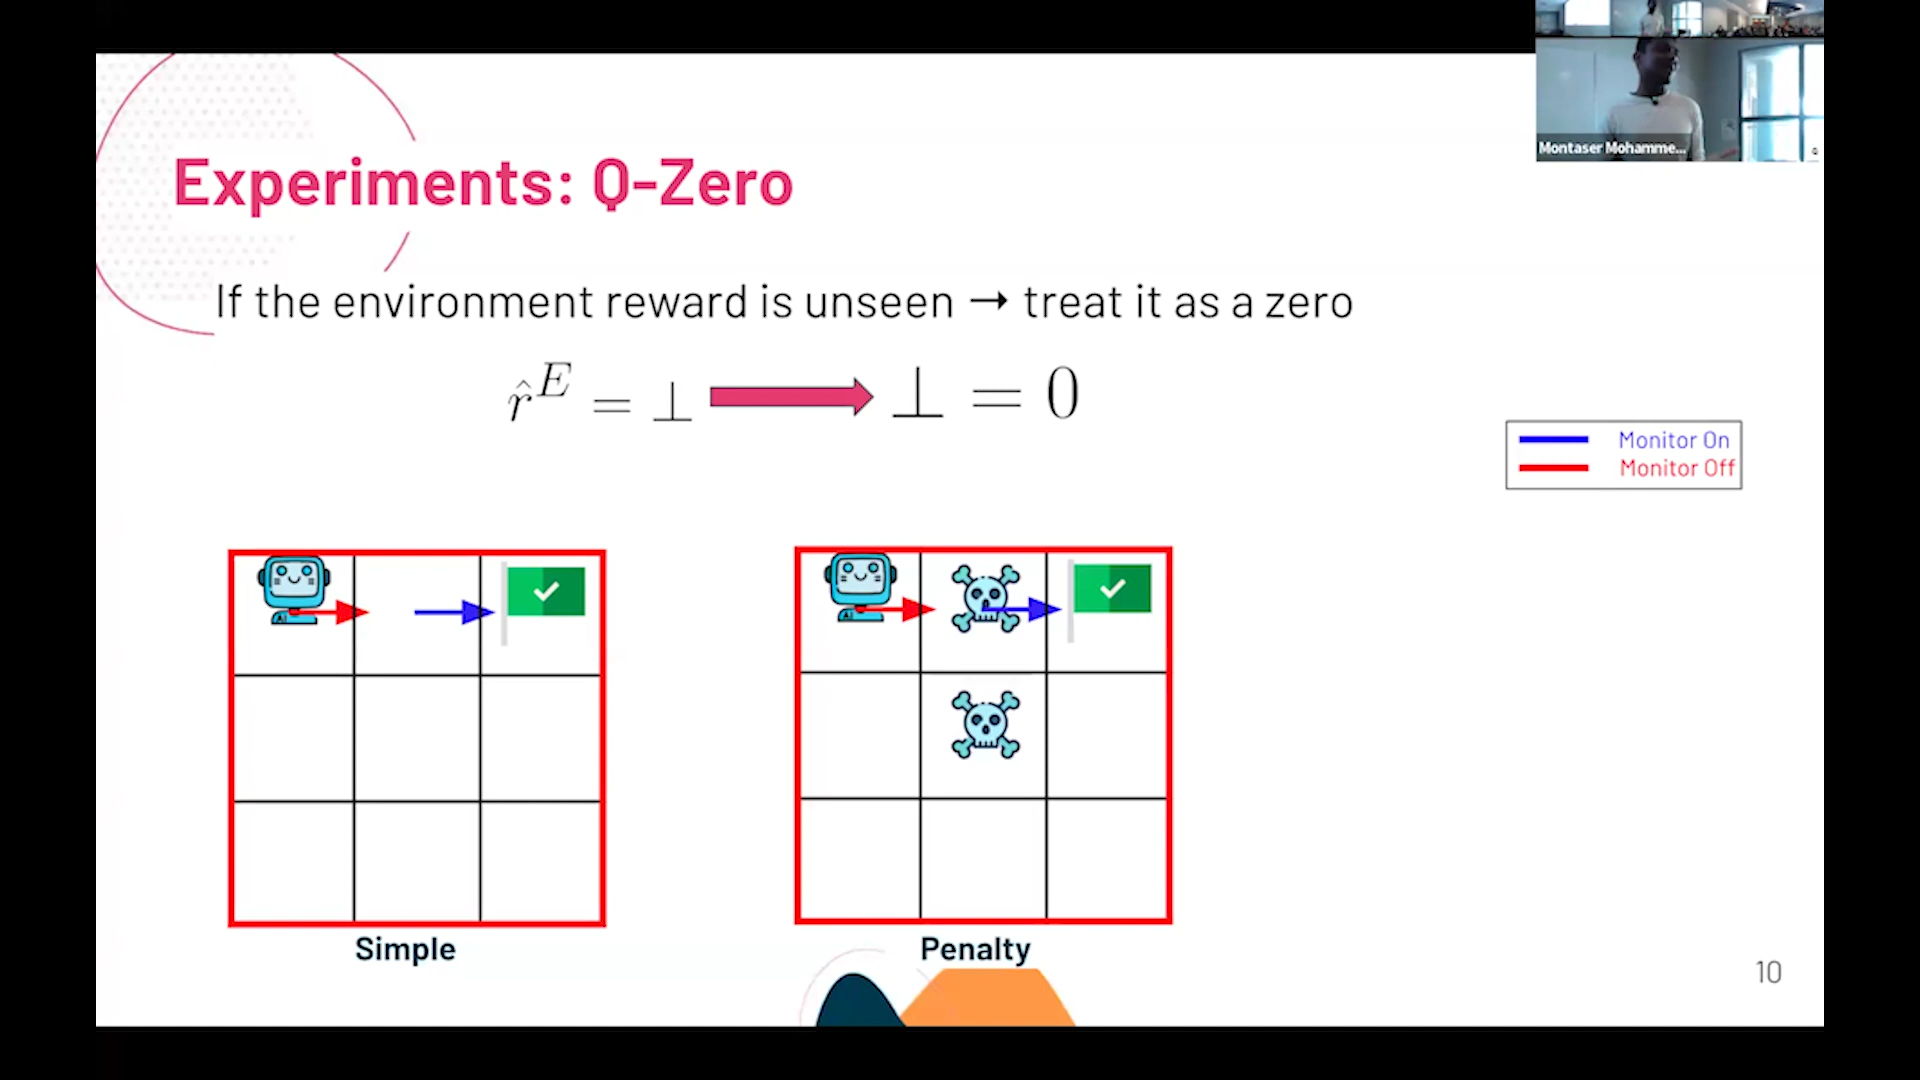 Experiments: Q-Zero
If the environment reward is unseen → treat it as a zero
r̂^E = ⊥ ⊥ = 0
Monitor On
Monitor Off
Simple
Penalty
10
Montaser Mohamme...